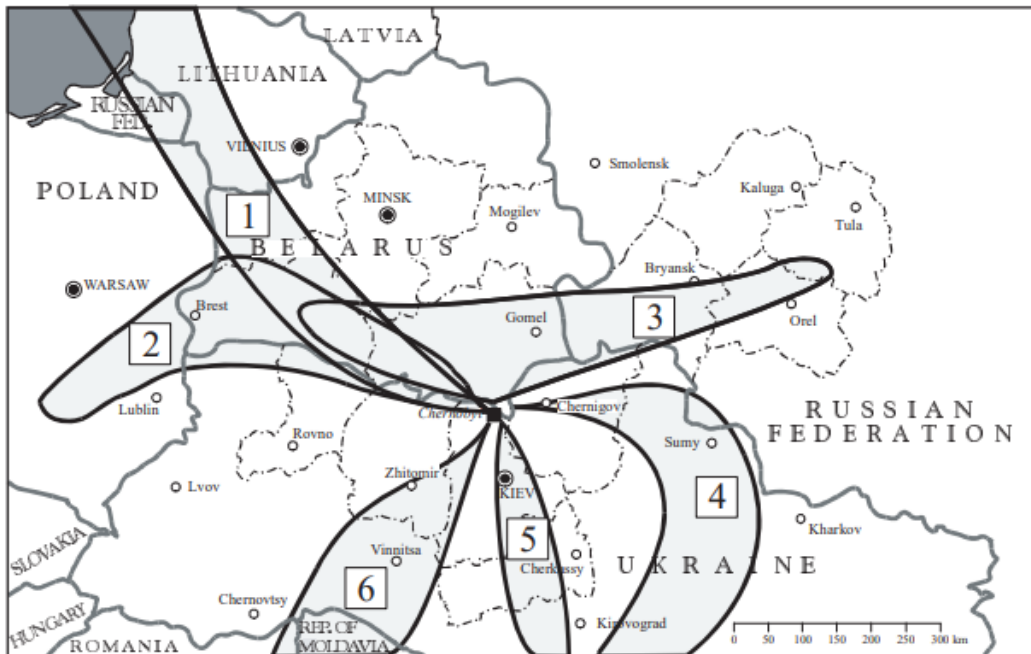 LATVIA
LITHUANIA
RUSSIAN
FED.
VILNIUS
Smolensk
POLAND
MINSK
Kaluga
1
Mogilev
Tula
BELARUS
Bryansk
WARSAW
Brest
Gomel
3
Orel
2
Lublin
Chernobyl
Chernigov
RUSSIAN
FEDERATION
Rovno
Sumy
Zhitomir
Lvov
KIEV
4
Kharkov
SLOVAKIA
5
Vinnitsa
Cherkassy
UKRAINE
6
HUNGARY
Chernovtsy
Kirovograd
REP. OF
MOLDAVIA
ROMANIA
0 50 100 150 200 250 300 km